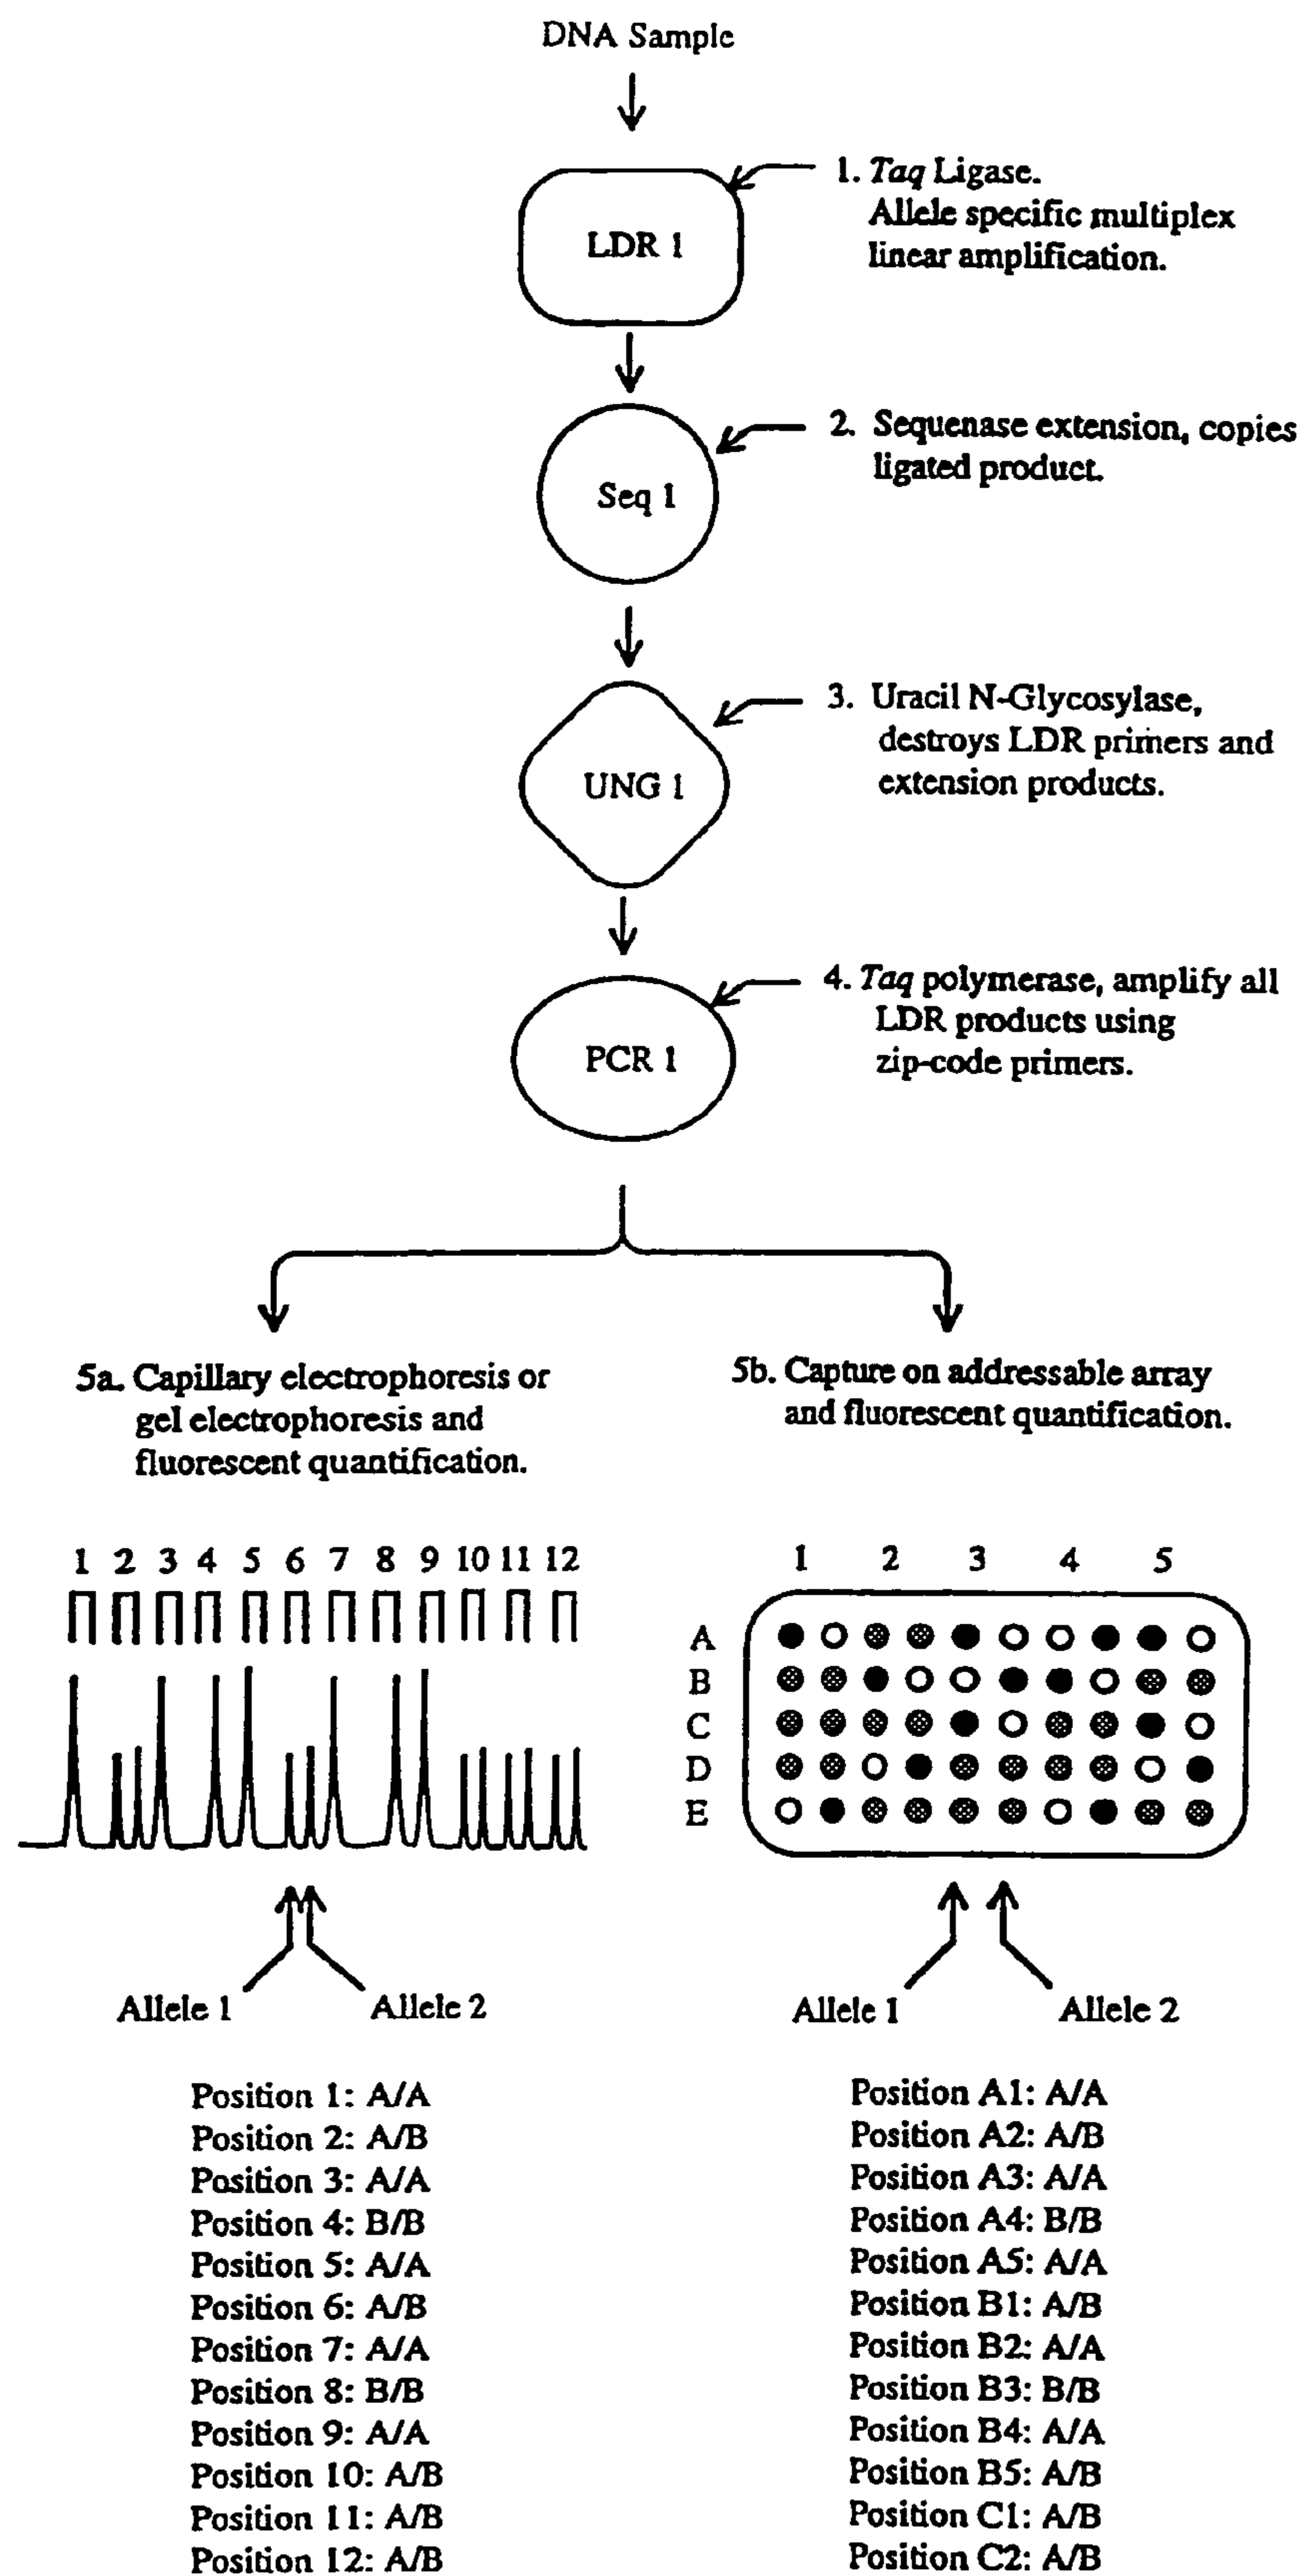 DNA Sample
LDR 1
1. Taq Ligase.
Allele specific multiplex
linear amplification.
Seq 1
2. Sequenase extension, copies
ligated product.
UNG 1
3. Uracil N-Glycosylase,
destroys LDR primers and
extension products.
PCR 1
4. Taq polymerase, amplify all
LDR products using
zip-code primers.
5a. Capillary electrophoresis or
gel electrophoresis and
fluorescent quantification.
1 2 3 4 5 6 7 8 9 10 11 12
Allele 1 Allele 2
Position 1: A/A
Position 2: A/B
Position 3: A/A
Position 4: B/B
Position 5: A/A
Position 6: A/B
Position 7: A/A
Position 8: B/B
Position 9: A/A
Position 10: A/B
Position 11: A/B
Position 12: A/B
5b. Capture on addressable array
and fluorescent quantification.
1 2 3 4 5
A
B
C
D
E
Allele 1 Allele 2
Position A1: A/A
Position A2: A/B
Position A3: A/A
Position A4: B/B
Position A5: A/A
Position B1: A/B
Position B2: A/A
Position B3: B/B
Position B4: A/A
Position B5: A/B
Position C1: A/B
Position C2: A/B